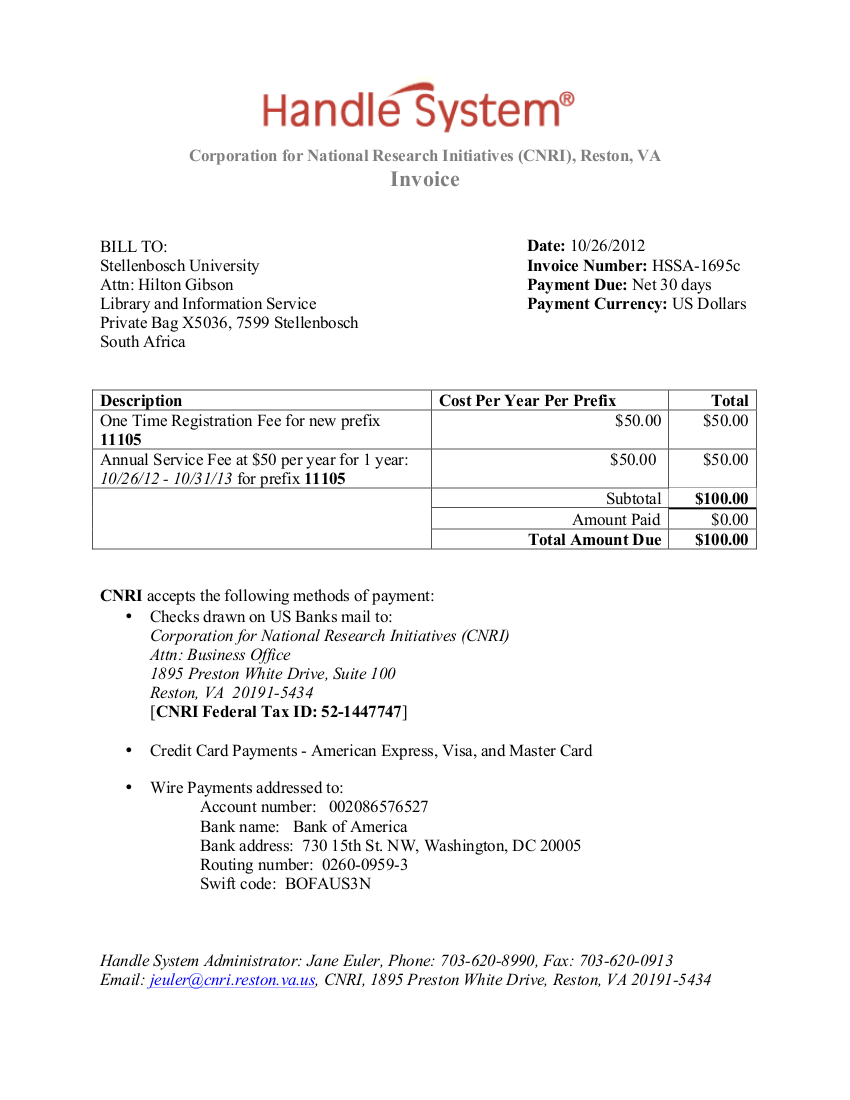 Handle System®
Corporation for National Research Initiatives (CNRI), Reston, VA
Invoice
BILL TO:
Stellenbosch University
Attn: Hilton Gibson
Library and Information Service
Private Bag X5036, 7599 Stellenbosch
South Africa
Date: 10/26/2012
Invoice Number: HSSA-1695c
Payment Due: Net 30 days
Payment Currency: US Dollars
Description Cost Per Year Per Prefix Total
One Time Registration Fee for new prefix $50.00 $50.00
11105
Annual Service Fee at $50 per year for 1 year: $50.00 $50.00
10/26/12 - 10/31/13 for prefix 11105
Subtotal $100.00
Amount Paid $0.00
Total Amount Due $100.00
CNRI accepts the following methods of payment:
• Checks drawn on US Banks mail to:
Corporation for National Research Initiatives (CNRI)
Attn: Business Office
1895 Preston White Drive, Suite 100
Reston, VA 20191-5434
[CNRI Federal Tax ID: 52-1447747]
• Credit Card Payments - American Express, Visa, and Master Card
• Wire Payments addressed to:
Account number: 002086576527
Bank name: Bank of America
Bank address: 730 15th St. NW, Washington, DC 20005
Routing number: 0260-0959-3
Swift code: BOFAUS3N
Handle System Administrator: Jane Euler, Phone: 703-620-8990, Fax: 703-620-0913
Email: jeuler@cnri.reston.va.us, CNRI, 1895 Preston White Drive, Reston, VA 20191-5434